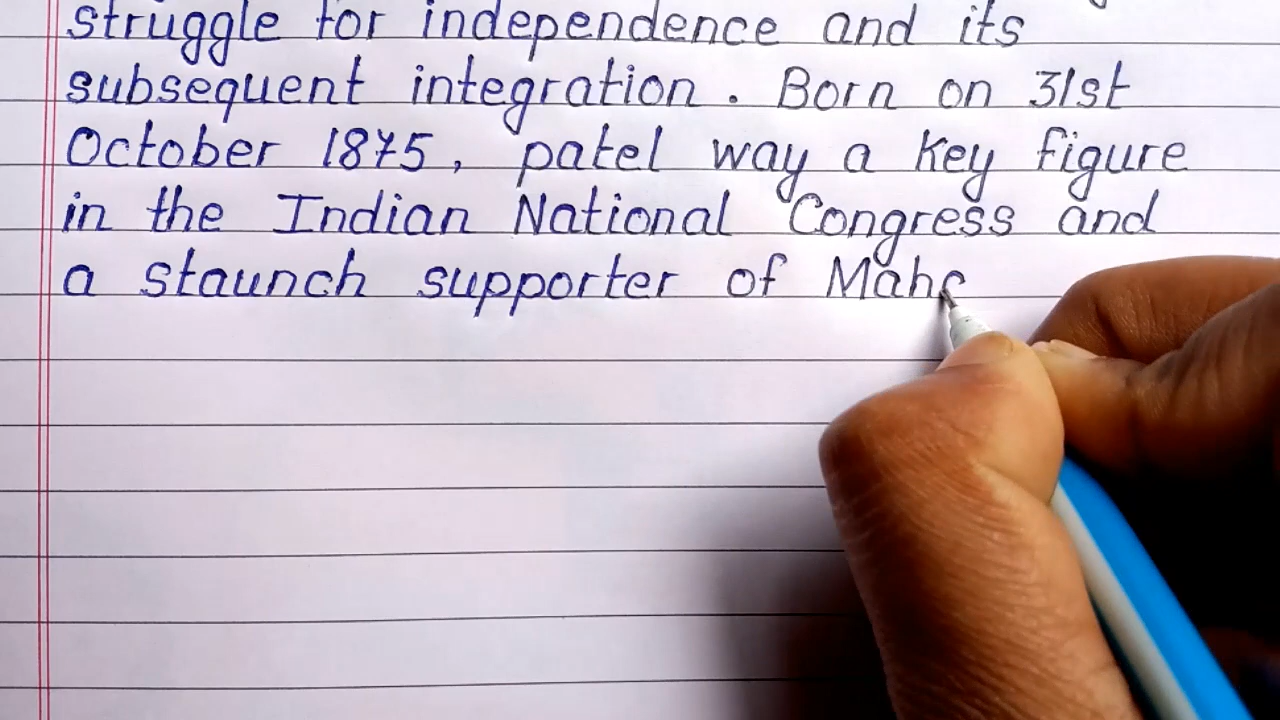 struggle for independence and its
subsequent integration. Born on 31st
October 1875, patel way a key figure
in the Indian National Congress and
a staunch supporter of Mah